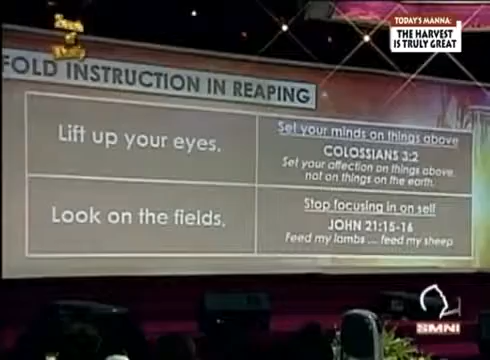 TODAY'S MANNA:
THE HARVEST
IS TRULY GREAT
FOLD INSTRUCTION IN REAPING
Lift up your eyes.
Set your minds on things above
COLOSSIANS 3:2
Set your affection on things above,
not on things on the earth.
Look on the fields.
Stop focusing in on self
JOHN 21:15-16
Feed my lambs ... feed my sheep
SMNI